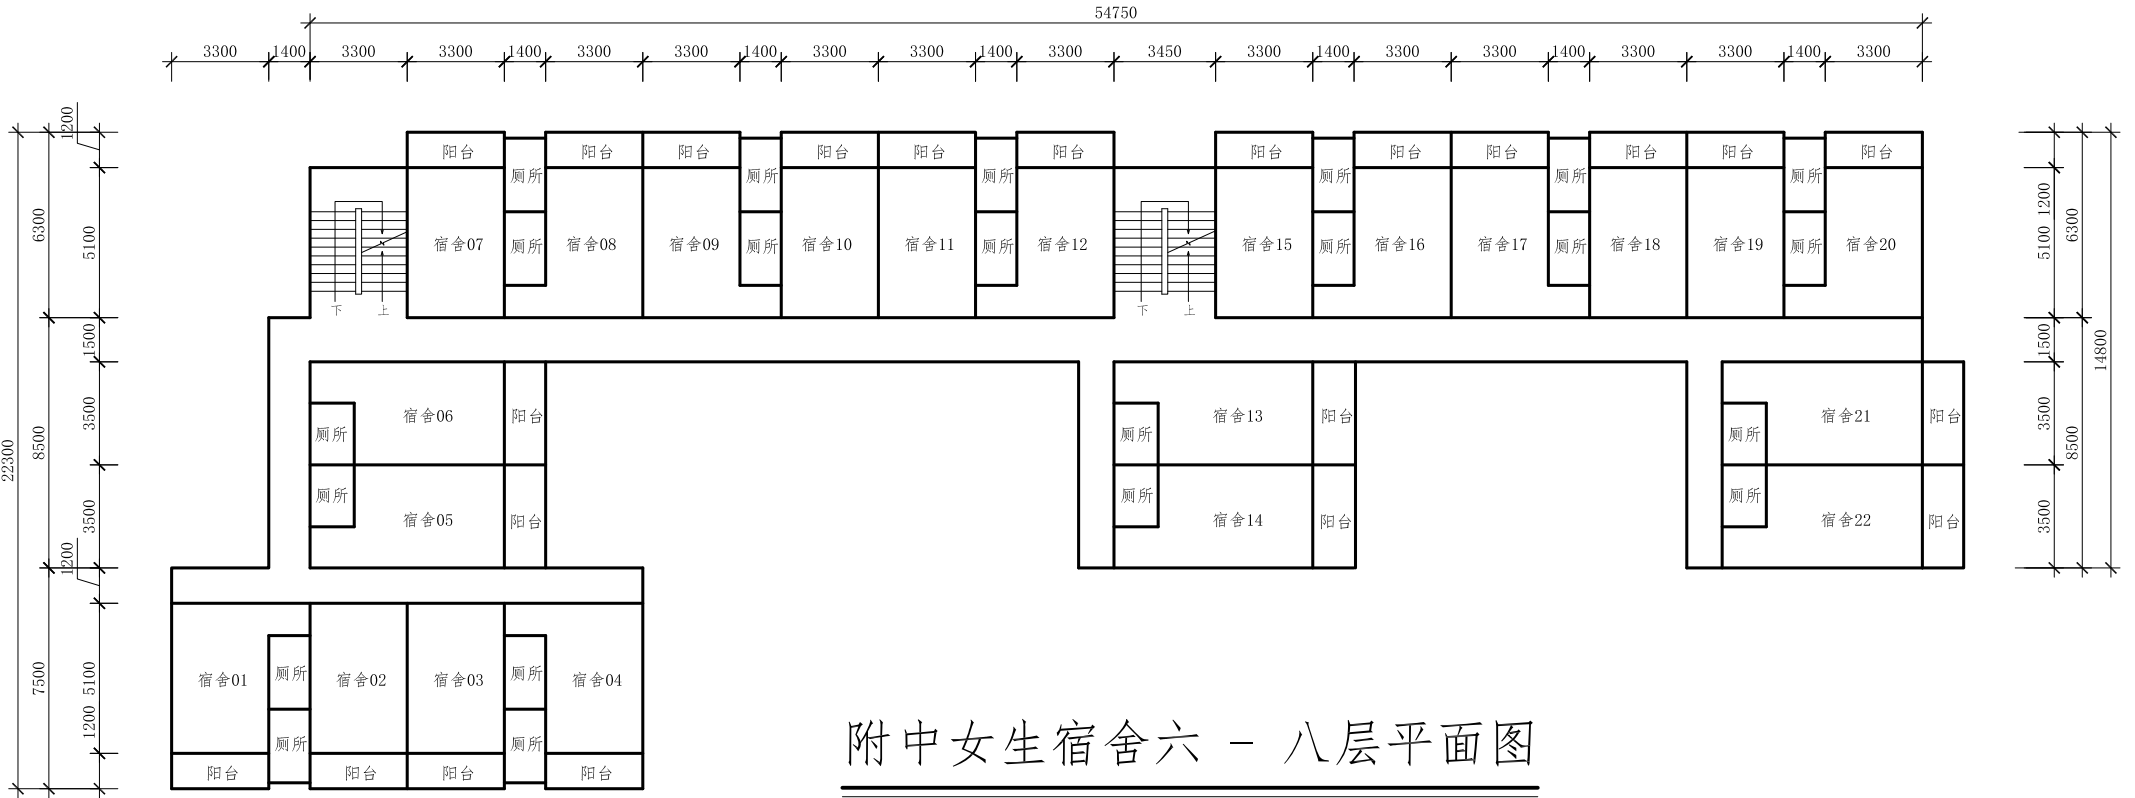 54750
3300 1400 3300 3300 1400 3300 3300 1400 3300 3300 1400 3300 3450 3300 1400 3300 3300 1400 3300 3300 1400 3300
1200
阳台 阳台 阳台 阳台 阳台 阳台 阳台 阳台 阳台 阳台 阳台 阳台
厕所 厕所 厕所 厕所 厕所 厕所
6300 5100 1200 5100 6300
宿舍07 厕所 宿舍08 宿舍09 厕所 宿舍10 宿舍11 厕所 宿舍12 宿舍15 厕所 宿舍16 宿舍17 厕所 宿舍18 宿舍19 厕所 宿舍20
下 上 下 上
1500 1500 14800
22300 8500 3500 宿舍06 阳台 宿舍13 阳台 宿舍21 阳台 3500 8500
厕所 厕所 厕所
厕所 厕所 厕所
3500 宿舍05 阳台 宿舍14 阳台 宿舍22 阳台 3500
1200
7500 5100 宿舍01 厕所 宿舍02 宿舍03 厕所 宿舍04
1200 厕所 厕所
阳台 阳台 阳台 阳台
附中女生宿舍六 - 八层平面图